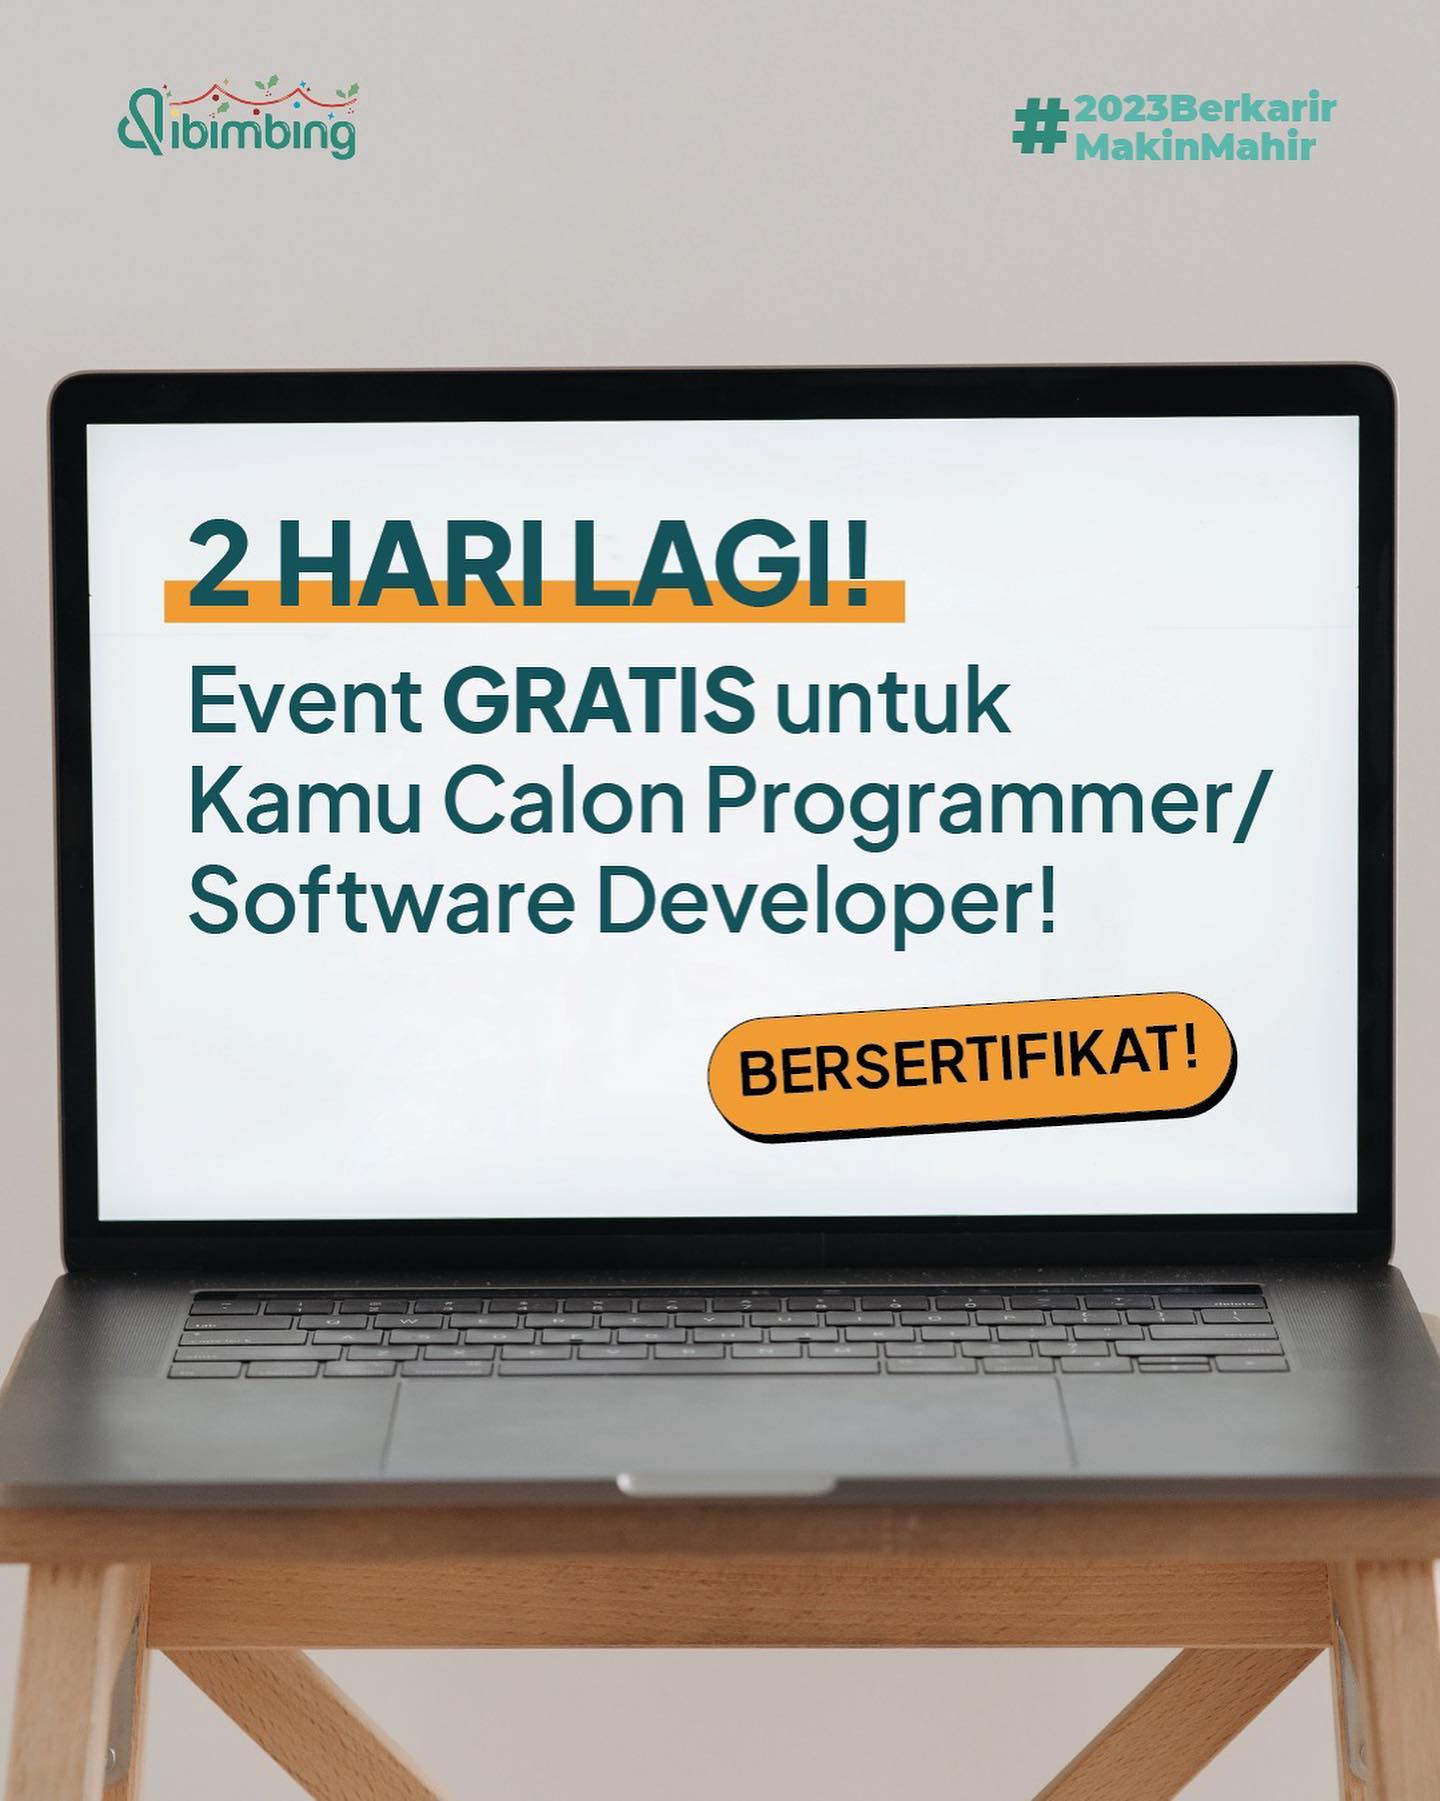 dibimbing
#2023Berkarir
MakinMahir
2 HARI LAGI!
Event GRATIS untuk
Kamu Calon Programmer/
Software Developer!
BERSERTIFIKAT!